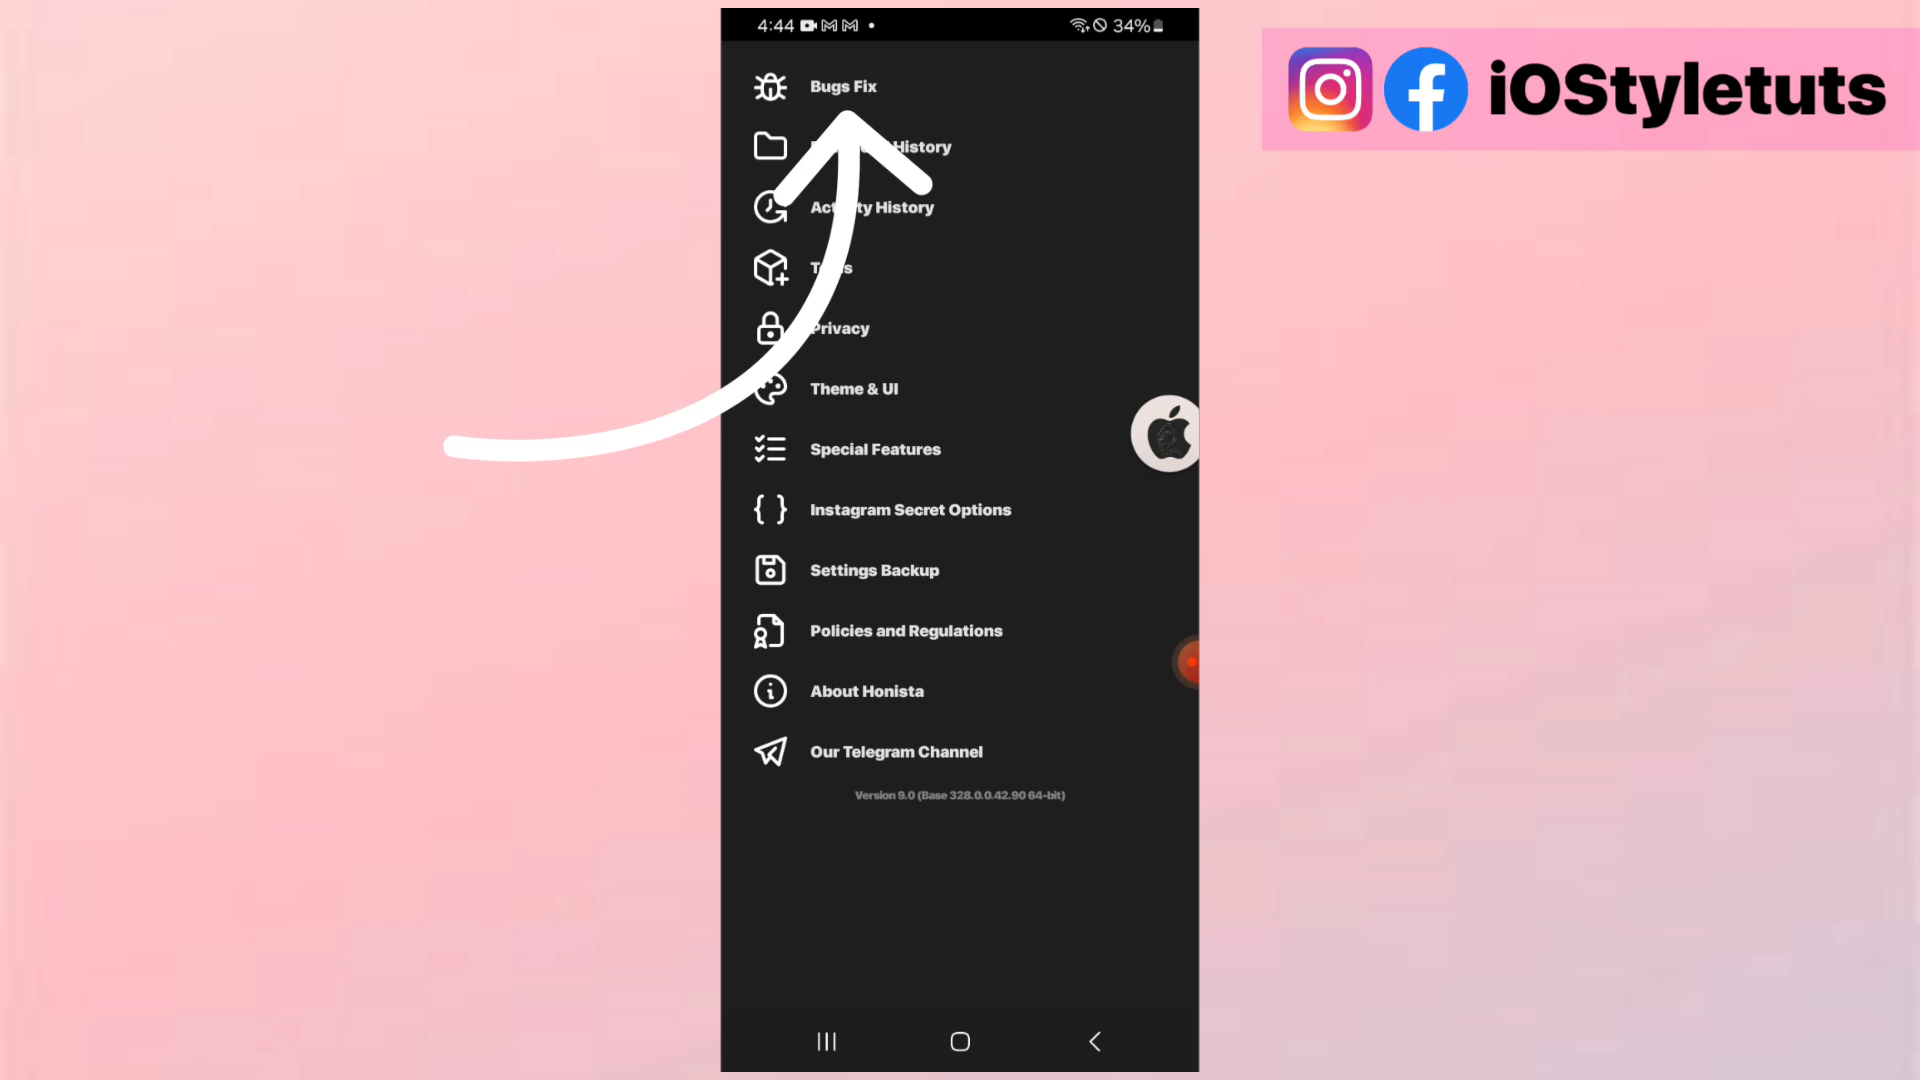 4:44 34%
iOStyletuts
Bugs Fix
History
Activity History
Privacy
Theme & UI
Special Features
Instagram Secret Options
Settings Backup
Policies and Regulations
About Honista
Our Telegram Channel
Version 9.0 (Base 328.0.0.42.90 64-bit)